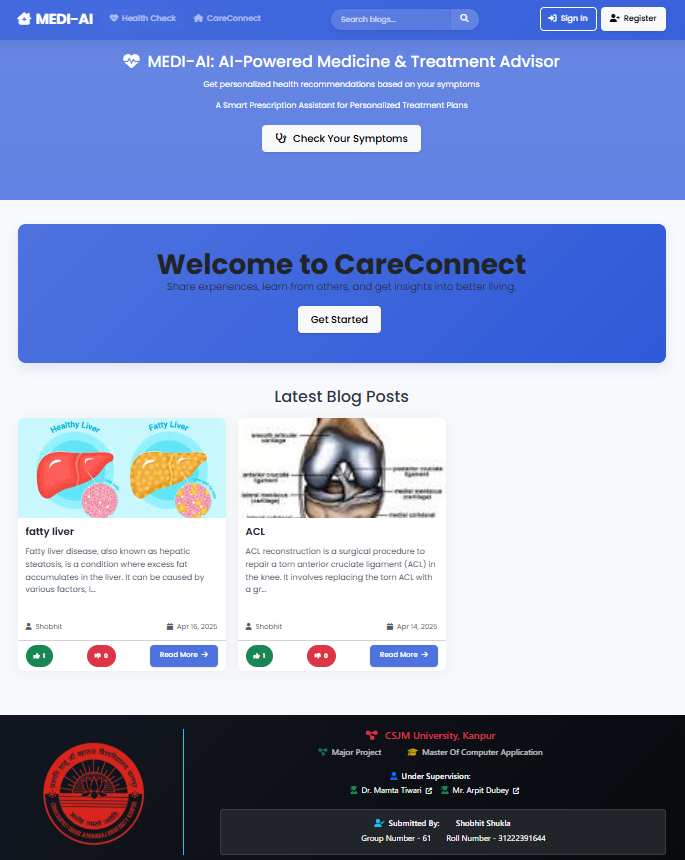 MEDI-AI
Health Check
CareConnect
Search blogs...
Sign In
Register
MEDI-AI: AI-Powered Medicine & Treatment Advisor
Get personalized health recommendations based on your symptoms
A Smart Prescription Assistant for Personalized Treatment Plans
Check Your Symptoms
Welcome to CareConnect
Share experiences, learn from others, and get insights into better living.
Get Started
Latest Blog Posts
Healthy Liver
Fatty Liver
smooth articular
cartilage
anterior cruciate
ligament
lateral meniscus
(cartilage)
posterior cruciate
ligament
medial meniscus
(cartilage)
medial collateral
fatty liver
Fatty liver disease, also known as hepatic
steatosis, is a condition where excess fat
accumulates in the liver. It can be caused by
various factors, i...
Shobhit
Apr 16, 2025
1
0
Read More
ACL
ACL reconstruction is a surgical procedure to
repair a torn anterior cruciate ligament (ACL) in
the knee. It involves replacing the torn ACL with
a gr...
Shobhit
Apr 14, 2025
1
0
Read More
CSJM University, Kanpur
Major Project
Master Of Computer Application
Under Supervision:
Dr. Mamta Tiwari
Mr. Arpit Dubey
Submitted By:
Shobhit Shukla
Group Number - 61
Roll Number - 31222391644